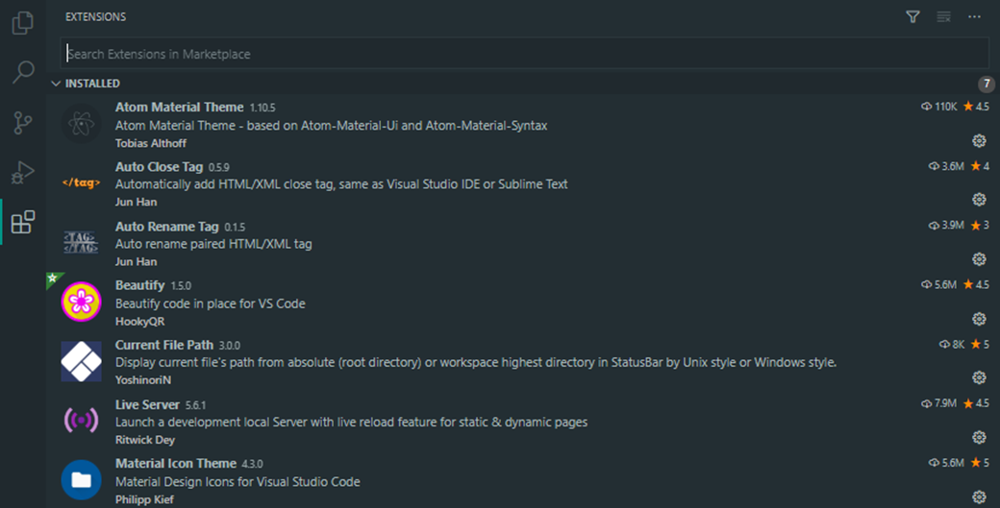 EXTENSIONS
Search Extensions in Marketplace
INSTALLED 7
Atom Material Theme 1.10.5 110K 4.5
Atom Material Theme - based on Atom-Material-Ui and Atom-Material-Syntax
Tobias Althoff
Auto Close Tag 0.5.9 3.6M 4
</tag> Automatically add HTML/XML close tag, same as Visual Studio IDE or Sublime Text
Jun Han
Auto Rename Tag 0.1.5 3.9M 3
<TAG>
</TAG>
Auto rename paired HTML/XML tag
Jun Han
Beautify 1.5.0 5.6M 4.5
Beautify code in place for VS Code
HookyQR
Current File Path 3.0.0 8K 5
Display current file's path from absolute (root directory) or workspace highest directory in StatusBar by Unix style or Windows style.
YoshinoriN
Live Server 5.6.1 7.9M 4.5
Launch a development local Server with live reload feature for static & dynamic pages
Ritwick Dey
Material Icon Theme 4.3.0 5.6M 5
Material Design Icons for Visual Studio Code
Philipp Kief